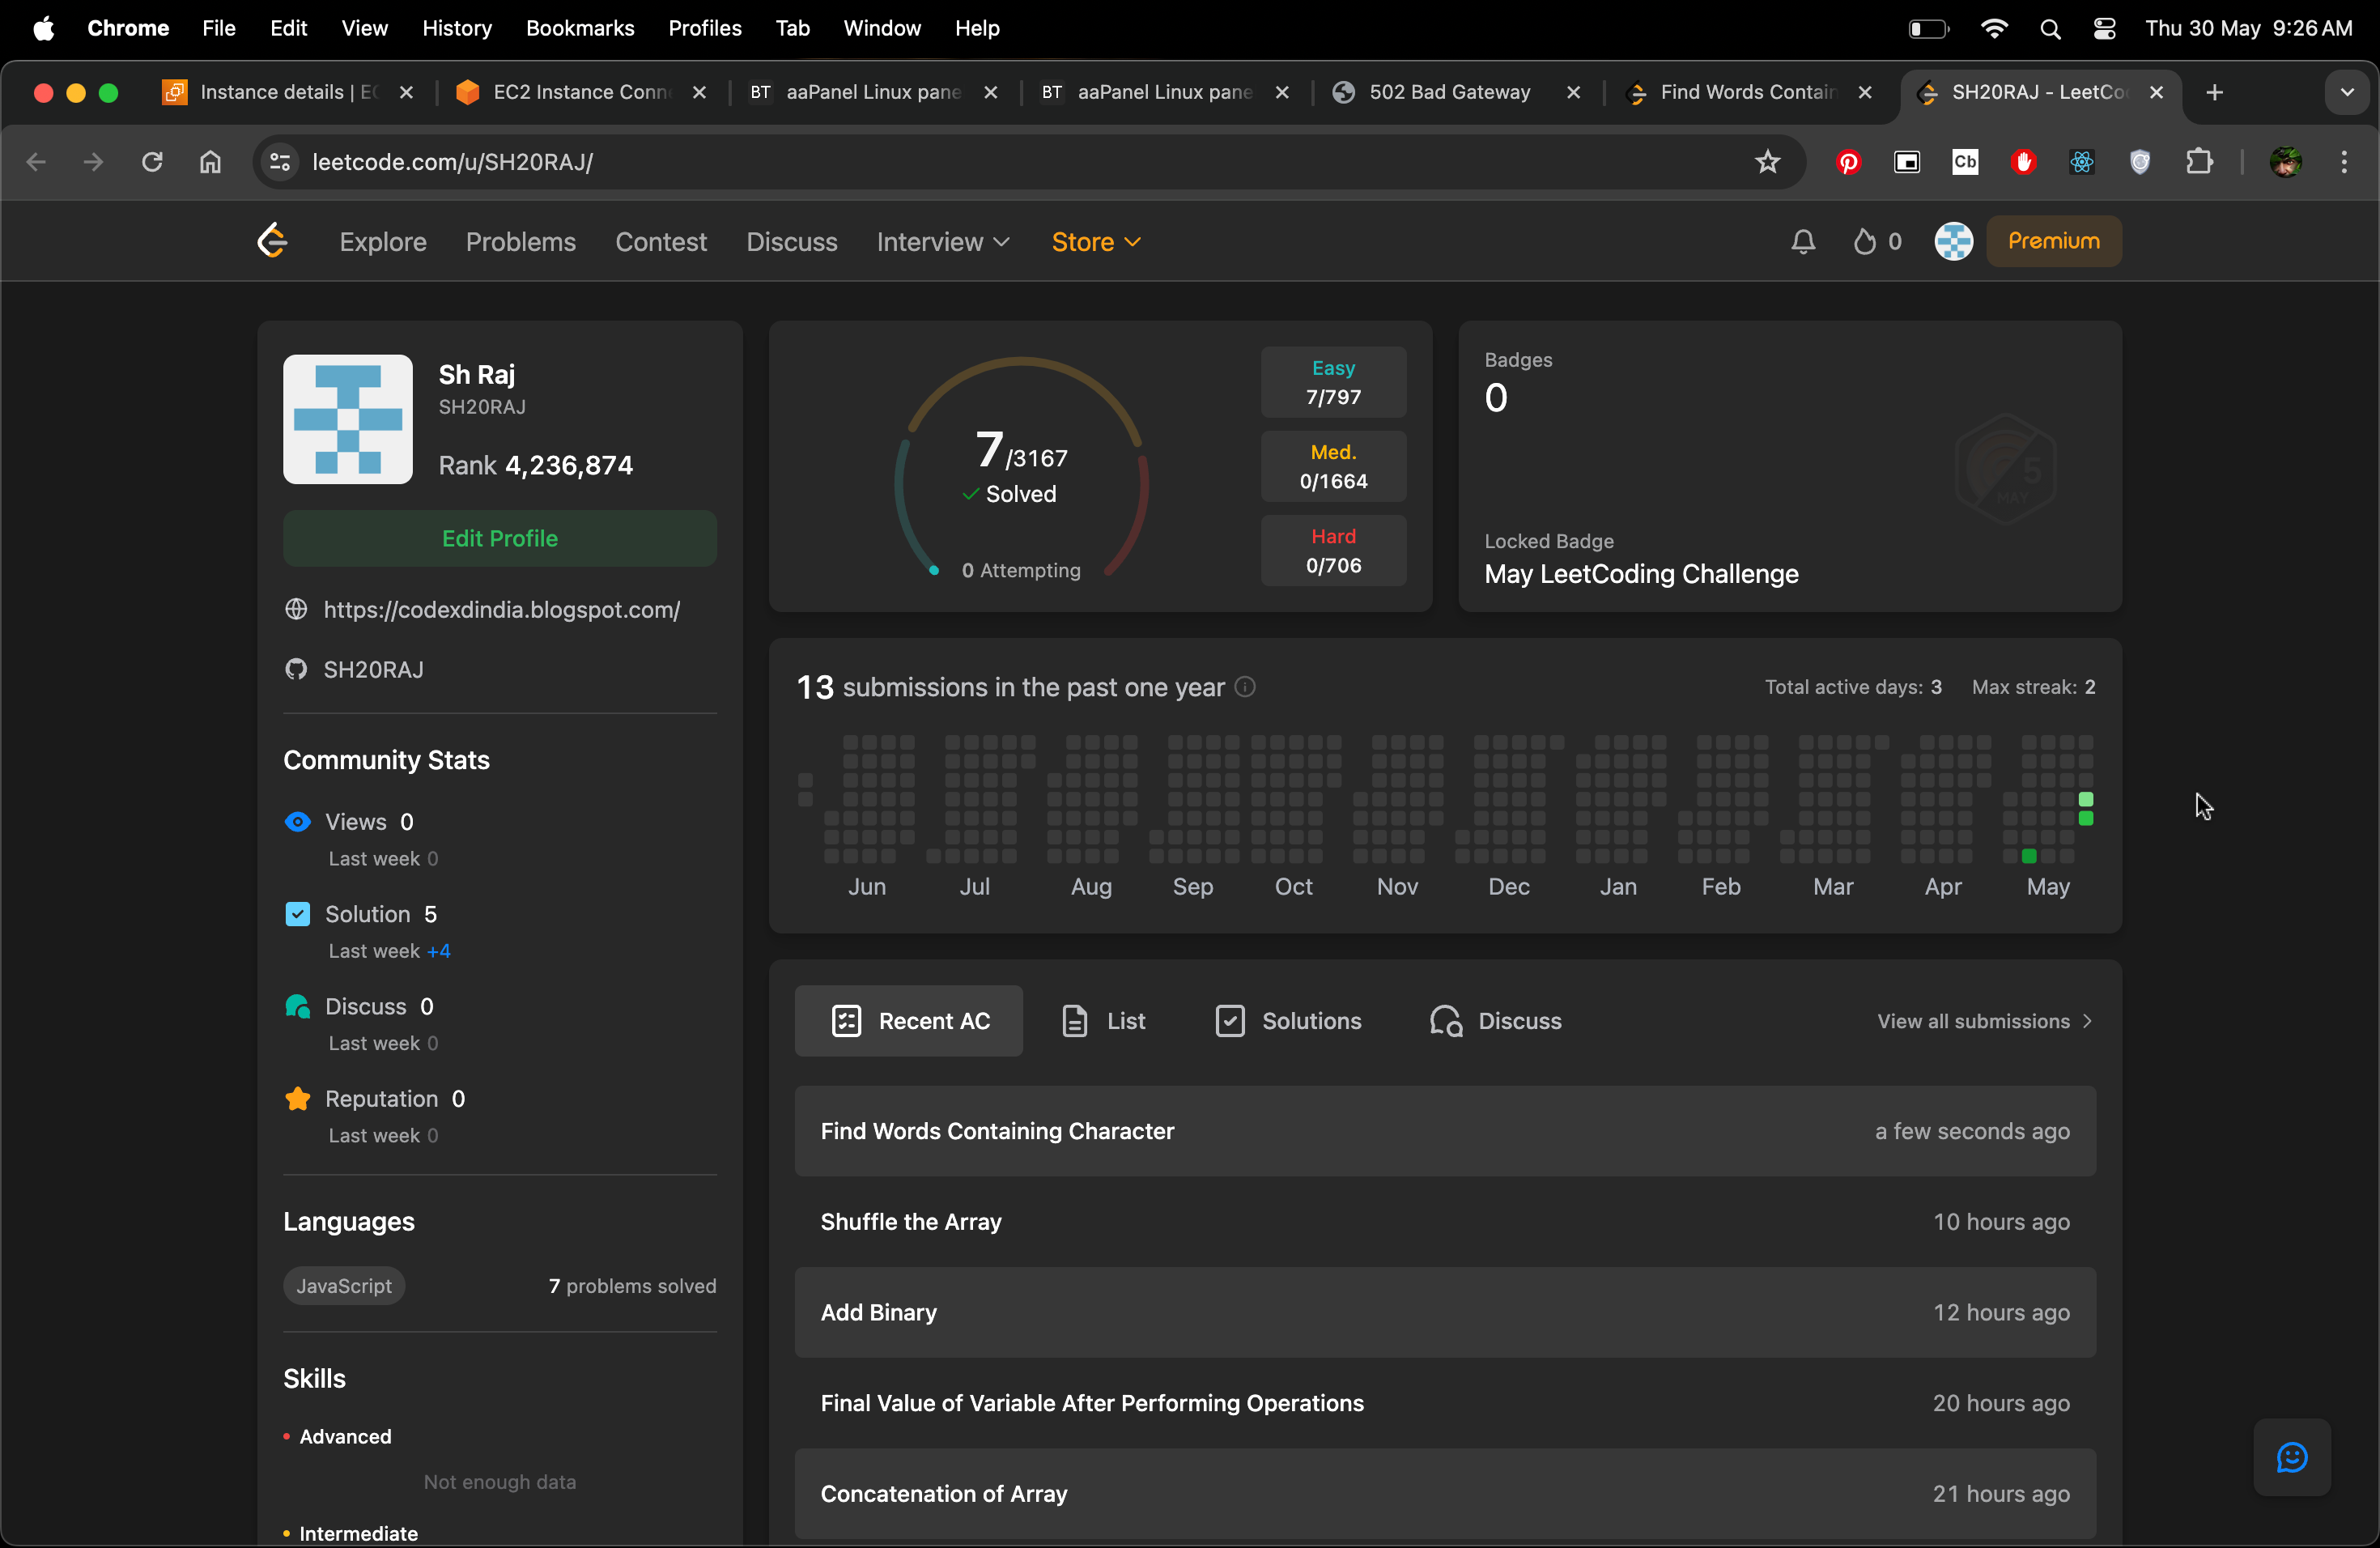 Chrome File Edit View History Bookmarks Profiles Tab Window Help Thu 30 May 9:26 AM
Instance details | EC
EC2 Instance Conn
BT aaPanel Linux pane
BT aaPanel Linux pane
502 Bad Gateway
Find Words Contain
SH20RAJ - LeetCo
leetcode.com/u/SH20RAJ/
Cb
Explore Problems Contest Discuss Interview Store 0 Premium
Sh Raj
SH20RAJ
Rank 4,236,874
Edit Profile
https://codexdindia.blogspot.com/
SH20RAJ
Community Stats
Views 0
Last week 0
Solution 5
Last week +4
Discuss 0
Last week 0
Reputation 0
Last week 0
Languages
JavaScript 7 problems solved
Skills
Advanced
Not enough data
Intermediate
7/3167
Solved
0 Attempting
Easy
7/797
Med.
0/1664
Hard
0/706
Badges
0
5
MAY
Locked Badge
May LeetCoding Challenge
13 submissions in the past one year Total active days: 3 Max streak: 2
Jun Jul Aug Sep Oct Nov Dec Jan Feb Mar Apr May
Recent AC List Solutions Discuss View all submissions
Find Words Containing Character a few seconds ago
Shuffle the Array 10 hours ago
Add Binary 12 hours ago
Final Value of Variable After Performing Operations 20 hours ago
Concatenation of Array 21 hours ago